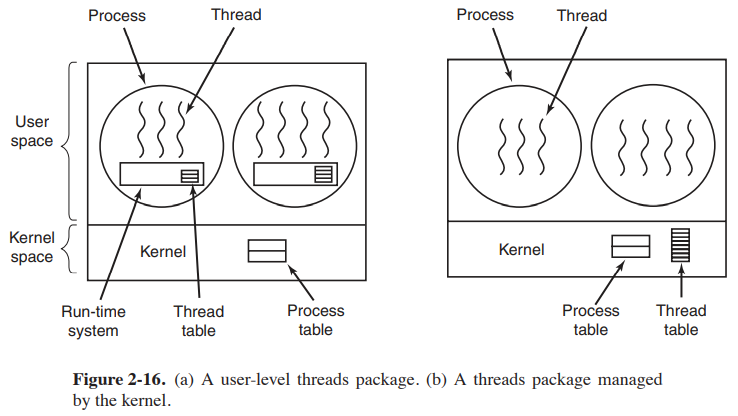 Process
Thread
Process
Thread
User
space
Kernel
space
Kernel
Kernel
Run-time
system
Thread
table
Process
table
Process
table
Thread
table
Figure 2-16. (a) A user-level threads package. (b) A threads package managed
by the kernel.